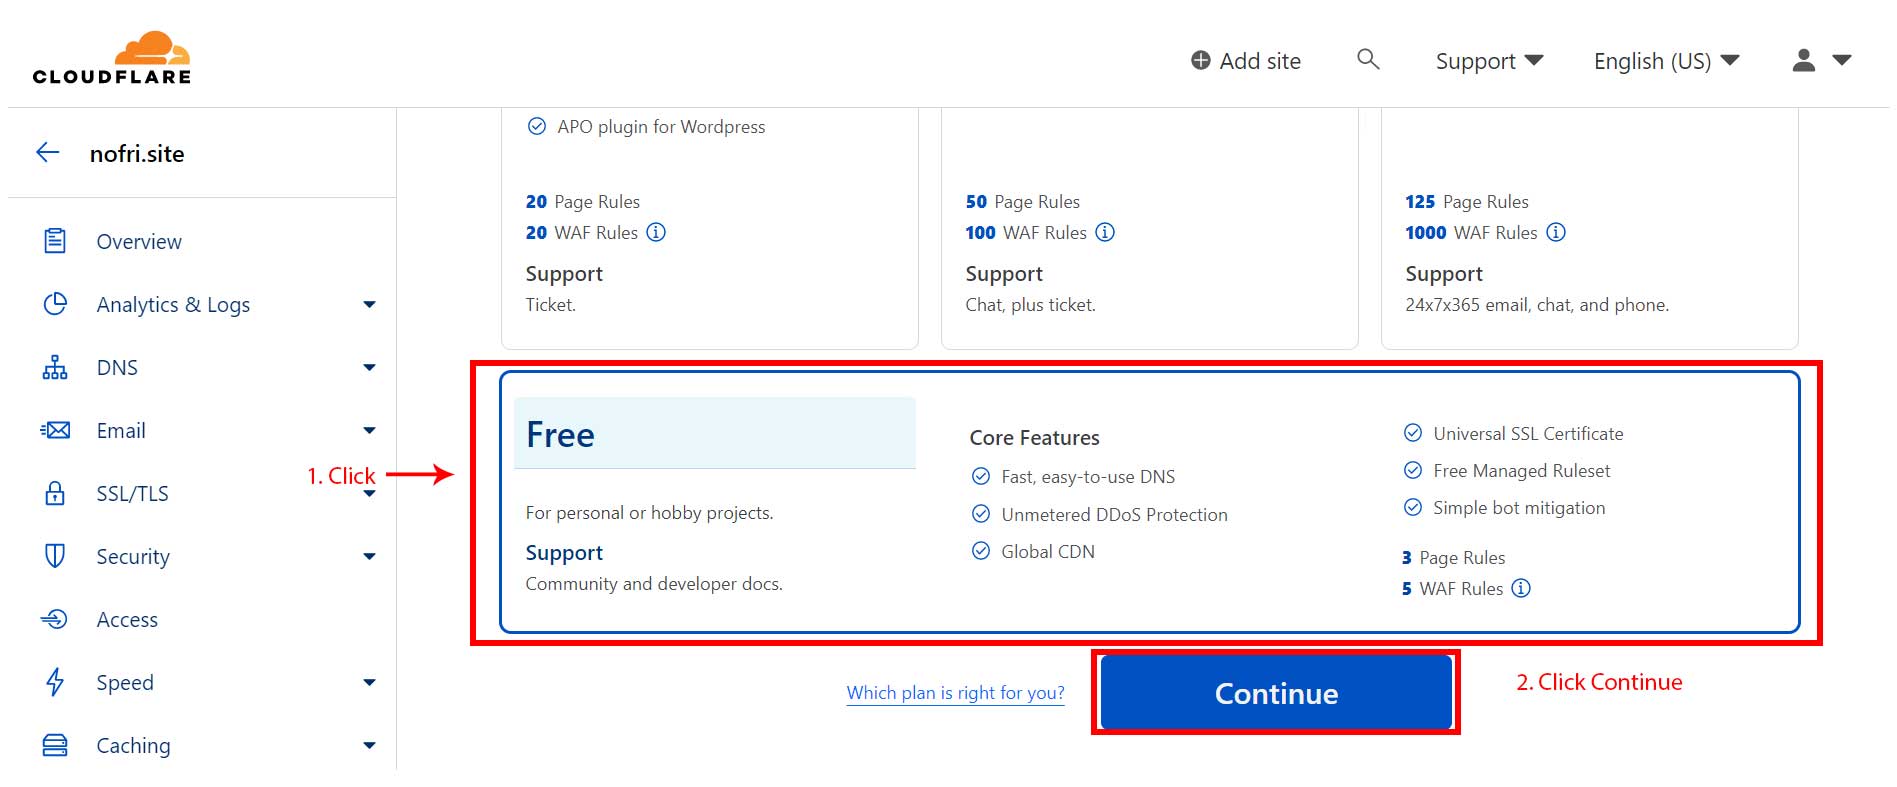 CLOUDFLARE
Add site
Support
English (US)
nofri.site
Overview
Analytics & Logs
DNS
Email
SSL/TLS
Security
Access
Speed
Caching
APO plugin for Wordpress
20 Page Rules
20 WAF Rules
Support
Ticket.
50 Page Rules
100 WAF Rules
Support
Chat, plus ticket.
125 Page Rules
1000 WAF Rules
Support
24x7x365 email, chat, and phone.
1. Click
Free
For personal or hobby projects.
Support
Community and developer docs.
Core Features
Fast, easy-to-use DNS
Unmetered DDoS Protection
Global CDN
Universal SSL Certificate
Free Managed Ruleset
Simple bot mitigation
3 Page Rules
5 WAF Rules
Which plan is right for you?
Continue
2. Click Continue